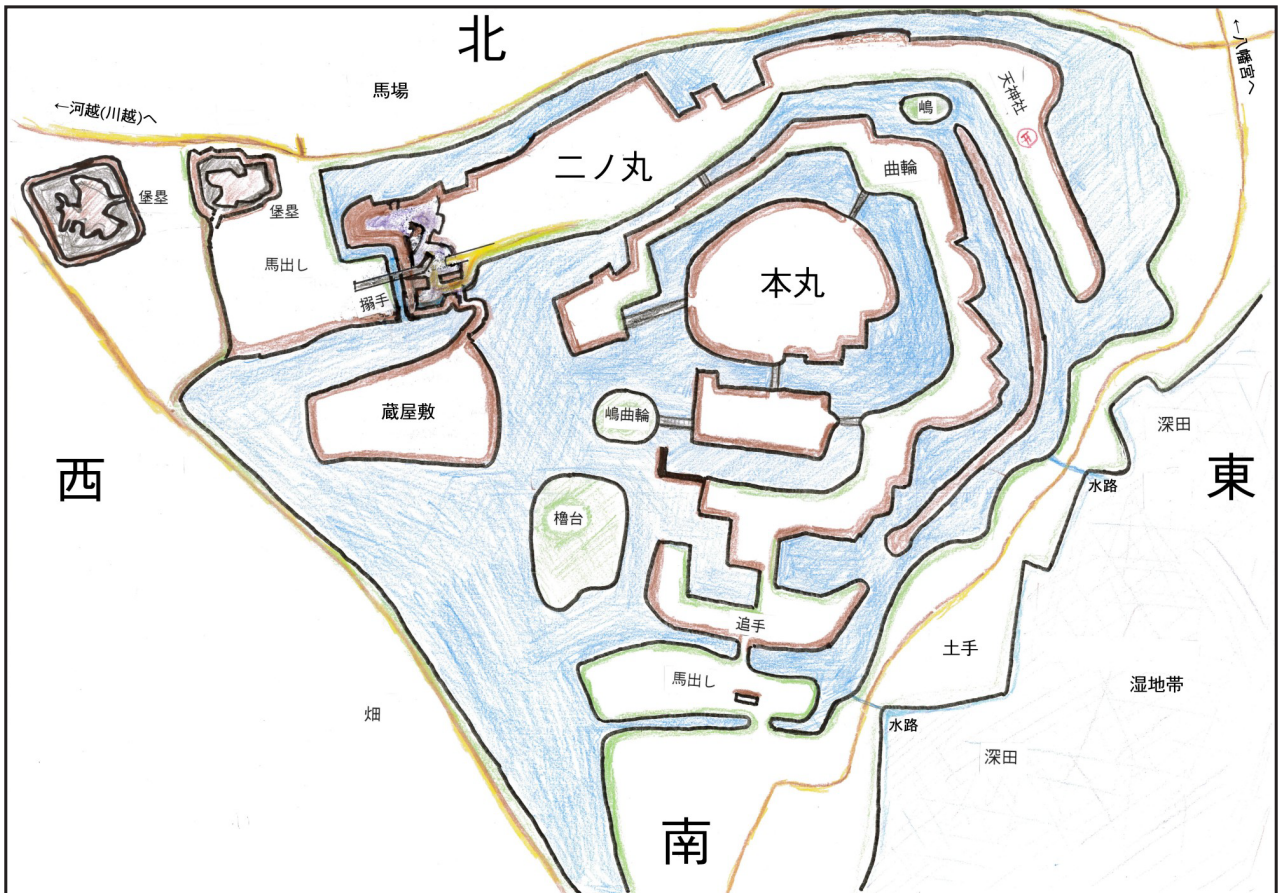 北
←八幡宮へ
馬場
←河越(川越)へ
天神社
嶋
二ノ丸
曲輪
堡塁
堡塁
馬出し
搦手
本丸
蔵屋敷
嶋曲輪
深田
西
東
水路
櫓台
追手
土手
馬出し
湿地帯
畑
水路
深田
南